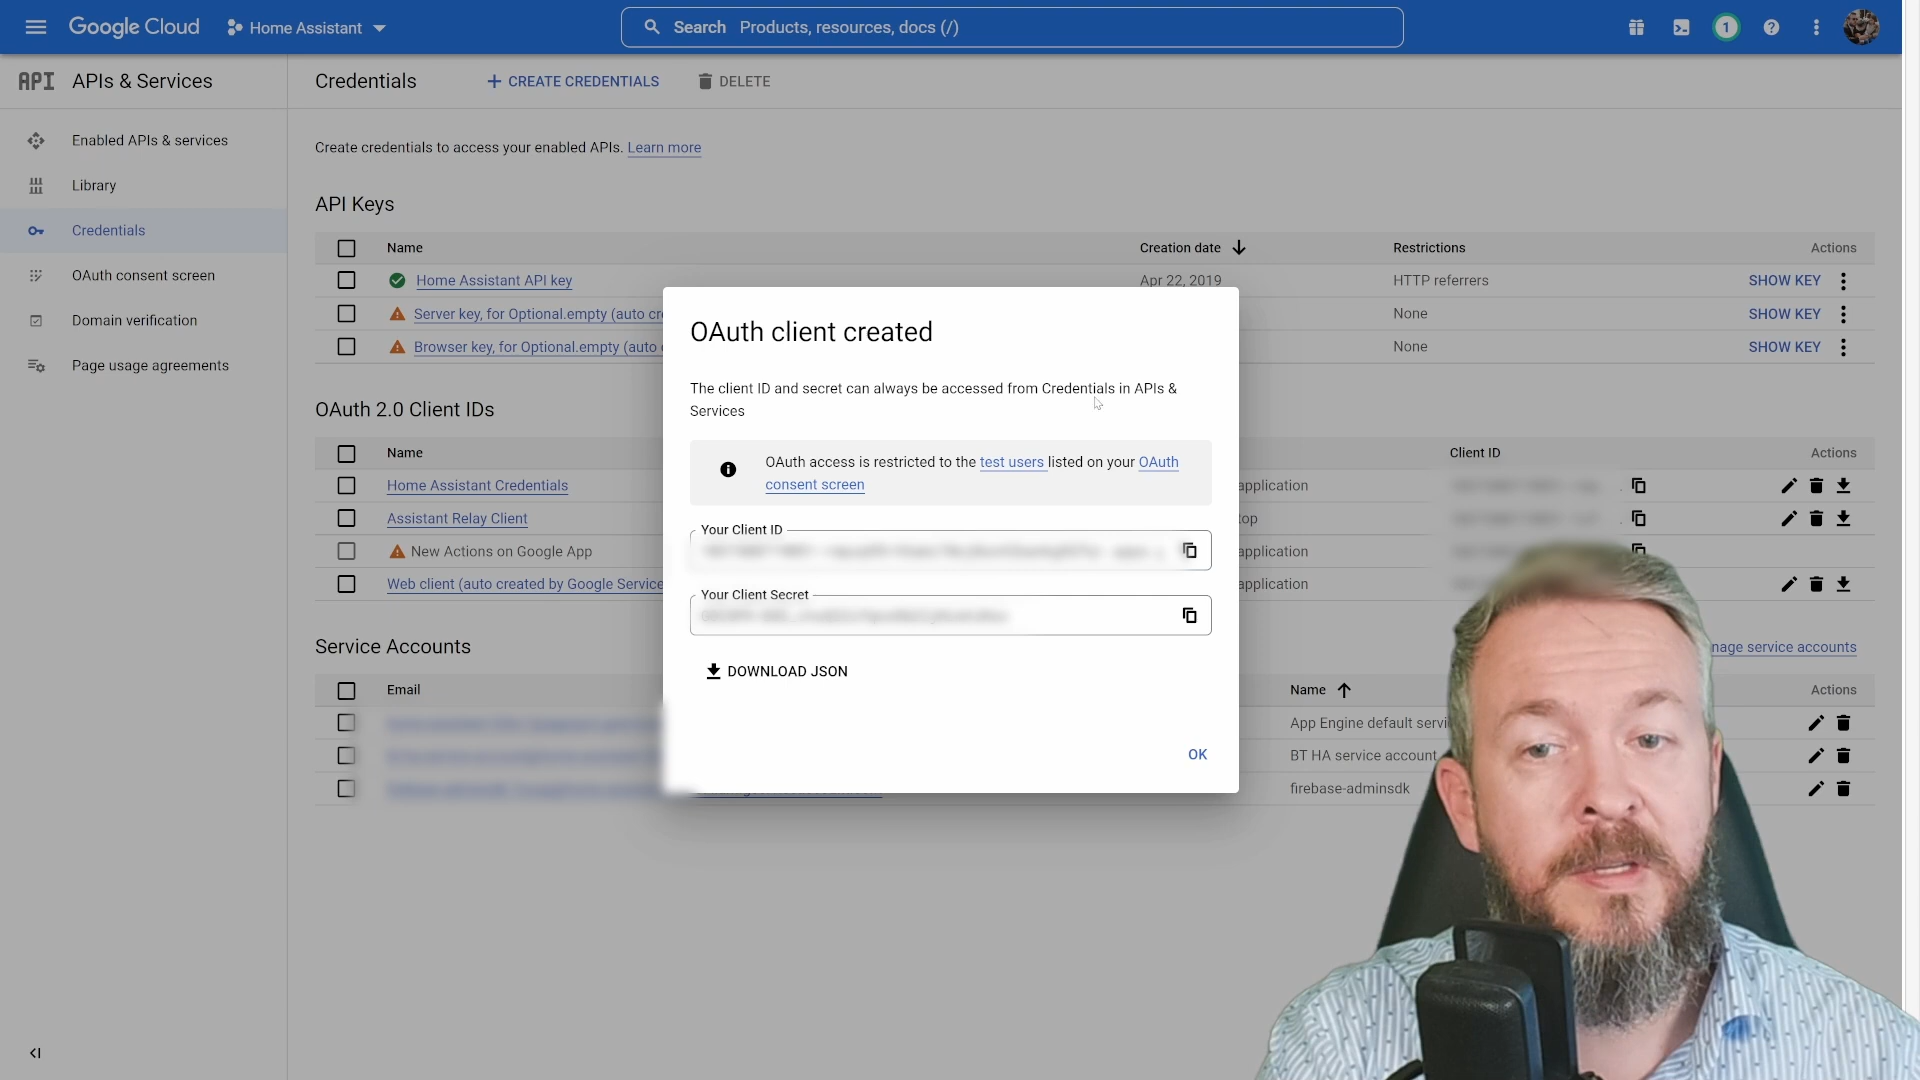 Google Cloud
Home Assistant
Search Products, resources, docs (/)
1
API APIs & Services
Credentials
CREATE CREDENTIALS
DELETE
Enabled APIs & services
Library
Credentials
OAuth consent screen
Domain verification
Page usage agreements
Create credentials to access your enabled APIs. Learn more
API Keys
Name Creation date Restrictions Actions
Home Assistant API key Apr 22, 2019 HTTP referrers SHOW KEY
Server key, for Optional.empty (auto None SHOW KEY
Browser key, for Optional.empty (auto None SHOW KEY
OAuth 2.0 Client IDs
Name Client ID Actions
Home Assistant Credentials application
Assistant Relay Client
New Actions on Google App application
Web client (auto created by Google Service application
Service Accounts
service accounts
Email Name Actions
App Engine default
BT HA service account
firebase-adminsdk
OAuth client created
The client ID and secret can always be accessed from Credentials in APIs &
Services
OAuth access is restricted to the test users listed on your OAuth
consent screen
Your Client ID
Your Client Secret
DOWNLOAD JSON
OK